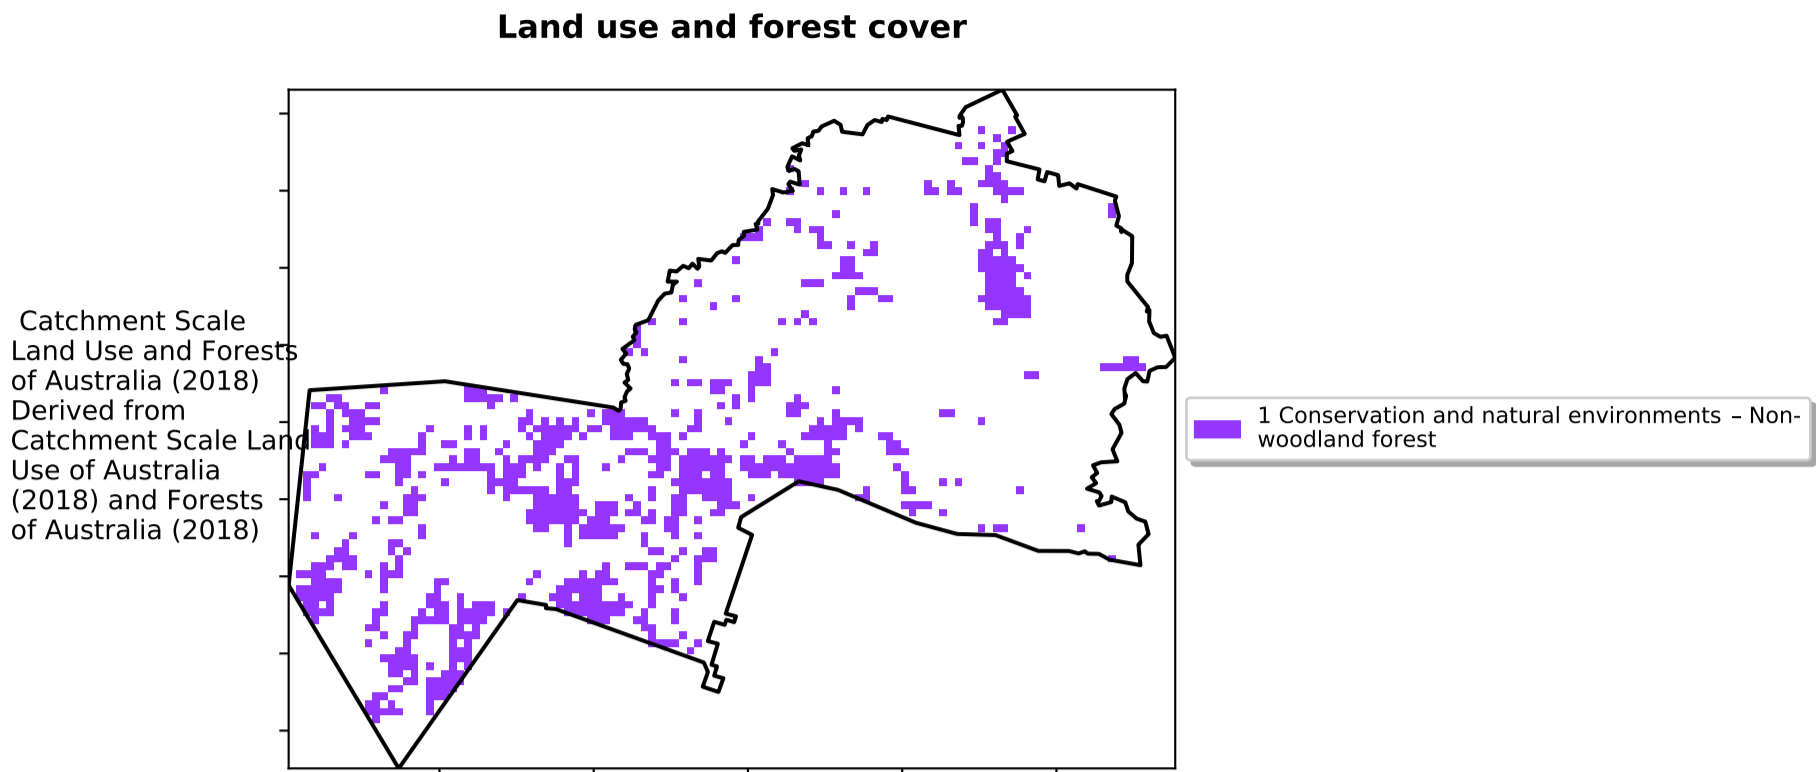 Land use and forest cover
Catchment Scale
Land Use and Forests
of Australia (2018)
Derived from
Catchment Scale Land
Use of Australia
(2018) and Forests
of Australia (2018)
1 Conservation and natural environments – Non-
woodland forest